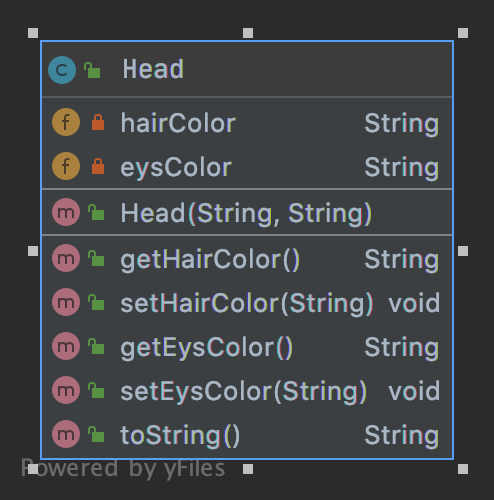 C Head
f hairColor String
f eysColor String
m Head(String, String)
m getHairColor() String
m setHairColor(String) void
m getEysColor() String
m setEysColor(String) void
m toString() String
Powered by yFiles